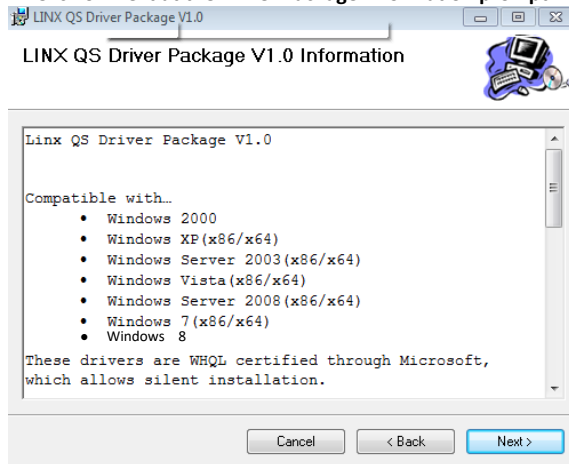 LINX QS Driver Package V1.0
LINX QS Driver Package V1.0 Information
Linx QS Driver Package V1.0
Compatible with…
• Windows 2000
• Windows XP(x86/x64)
• Windows Server 2003(x86/x64)
• Windows Vista(x86/x64)
• Windows Server 2008(x86/x64)
• Windows 7(x86/x64)
• Windows 8
These drivers are WHQL certified through Microsoft,
which allows silent installation.
Cancel
< Back
Next >